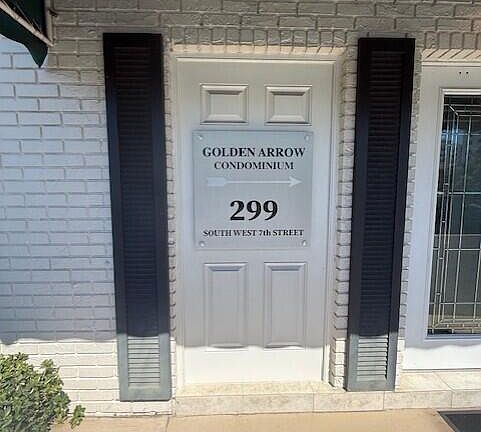 GOLDEN ARROW
CONDOMINIUM
299
SOUTH WEST 7th STREET